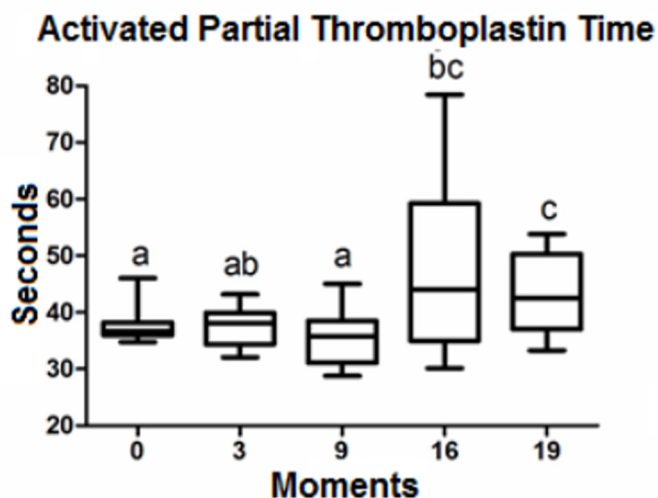 Activated Partial Thromboplastin Time
bc
80
70
60
c
50
a
ab
a
Seconds
40
30
20
0 3 9 16 19
Moments